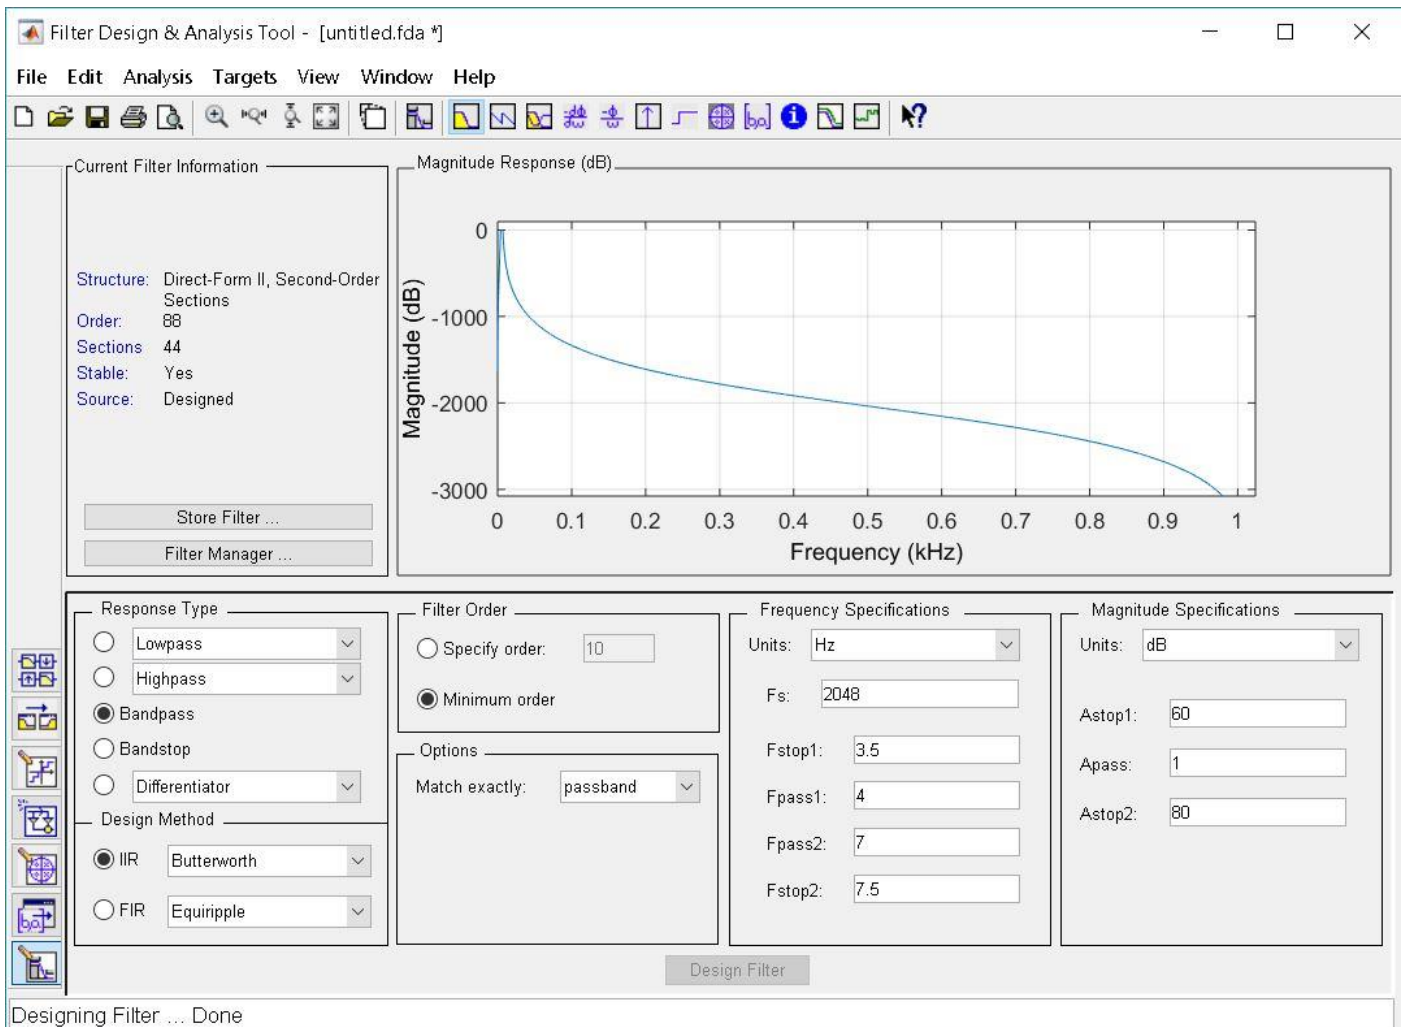 Filter Design & Analysis Tool - [untitled.fda *]
File Edit Analysis Targets View Window Help
Current Filter Information
Structure: Direct-Form II, Second-Order
Sections
Order: 88
Sections 44
Stable: Yes
Source: Designed
Store Filter ...
Filter Manager ...
Magnitude Response (dB)
Magnitude (dB)
0
-1000
-2000
-3000
0 0.1 0.2 0.3 0.4 0.5 0.6 0.7 0.8 0.9 1
Frequency (kHz)
Response Type
Lowpass
Highpass
Bandpass
Bandstop
Differentiator
Design Method
IIR Butterworth
FIR Equiripple
Filter Order
Specify order: 10
Minimum order
Options
Match exactly: passband
Frequency Specifications
Units: Hz
Fs: 2048
Fstop1: 3.5
Fpass1: 4
Fpass2: 7
Fstop2: 7.5
Magnitude Specifications
Units: dB
Astop1: 60
Apass: 1
Astop2: 80
Design Filter
Designing Filter ... Done